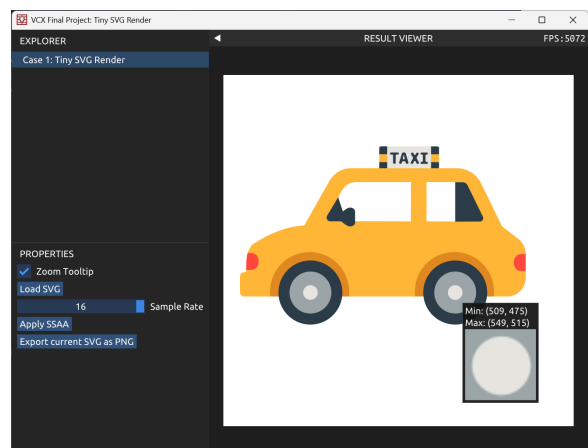 VCX Final Project: Tiny SVG Render
EXPLORER
Case 1: Tiny SVG Render
RESULT VIEWER
FPS:5072
TAXI
PROPERTIES
Zoom Tooltip
Load SVG
16
Sample Rate
Apply SSAA
Export current SVG as PNG
Min: (509, 475)
Max: (549, 515)